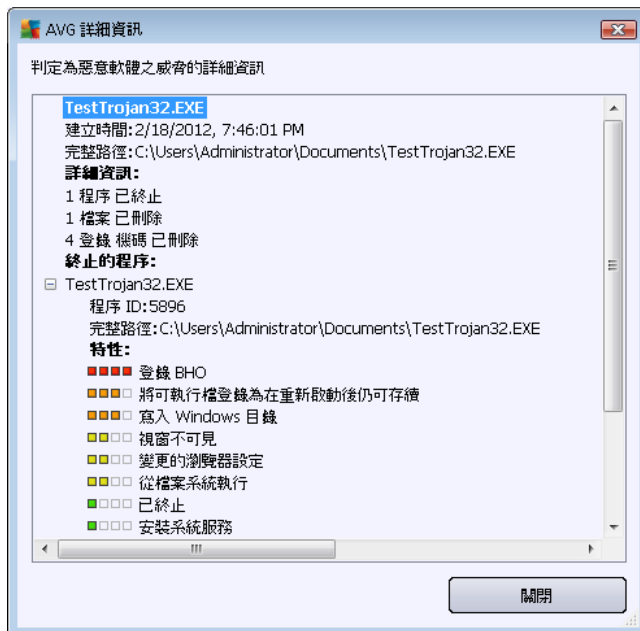 AVG 詳細資訊
判定為惡意軟體之威脅的詳細資訊
TestTrojan32.EXE
建立時間:2/18/2012, 7:46:01 PM
完整路徑:C:\Users\Administrator\Documents\TestTrojan32.EXE
詳細資訊:
1 程序 已終止
1 檔案 已刪除
4 登錄 機碼 已刪除
終止的程序:
TestTrojan32.EXE
程序 ID:5896
完整路徑:C:\Users\Administrator\Documents\TestTrojan32.EXE
特性:
登錄 BHO
將可執行檔登錄為在重新啟動後仍可存續
寫入 Windows 目錄
視窗不可見
變更的瀏覽器設定
從檔案系統執行
已終止
安裝系統服務
關閉